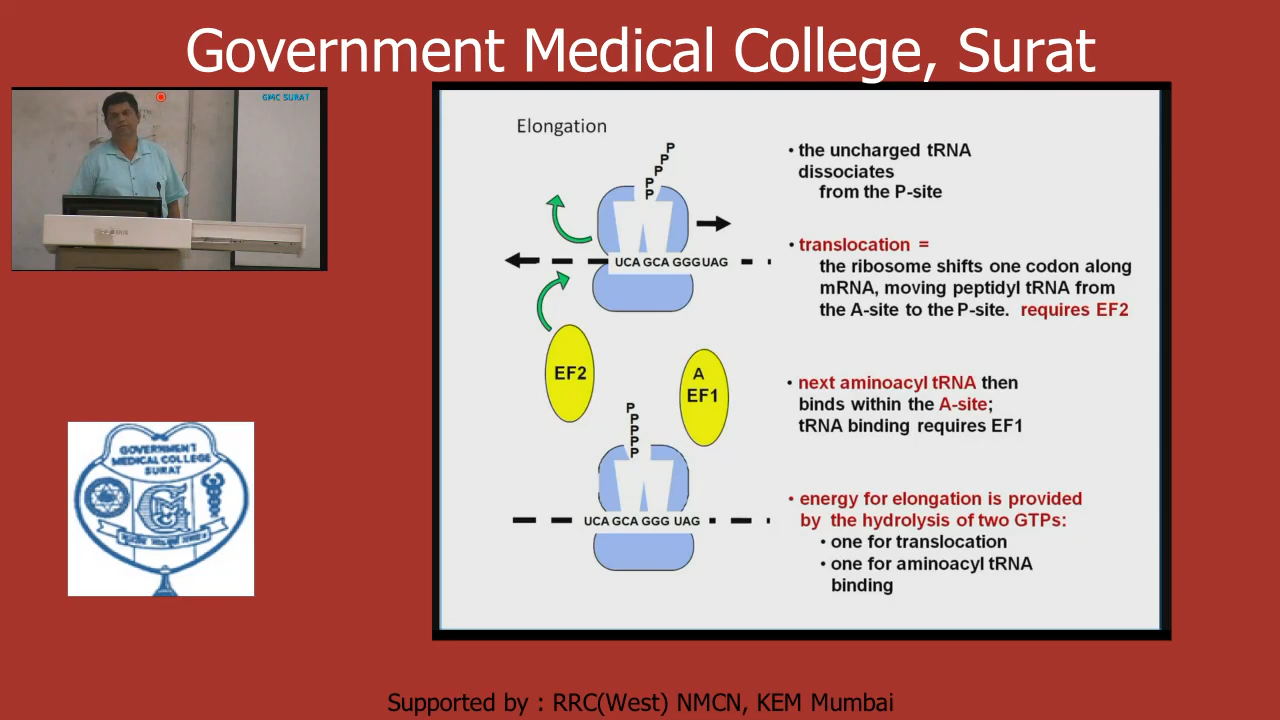 Government Medical College, Surat
GMC SURAT
Elongation
P
P
P
P
P
UCA GCA GGG UAG
EF2
A
EF1
P
P
P
P
P
UCA GCA GGG UAG
• the uncharged tRNA
dissociates
from the P-site
• translocation =
the ribosome shifts one codon along
mRNA, moving peptidyl tRNA from
the A-site to the P-site. requires EF2
• next aminoacyl tRNA then
binds within the A-site;
tRNA binding requires EF1
• energy for elongation is provided
by the hydrolysis of two GTPs:
• one for translocation
• one for aminoacyl tRNA
binding
GOVERNMENT
MEDICAL COLLEGE
SURAT
Supported by : RRC(West) NMCN, KEM Mumbai